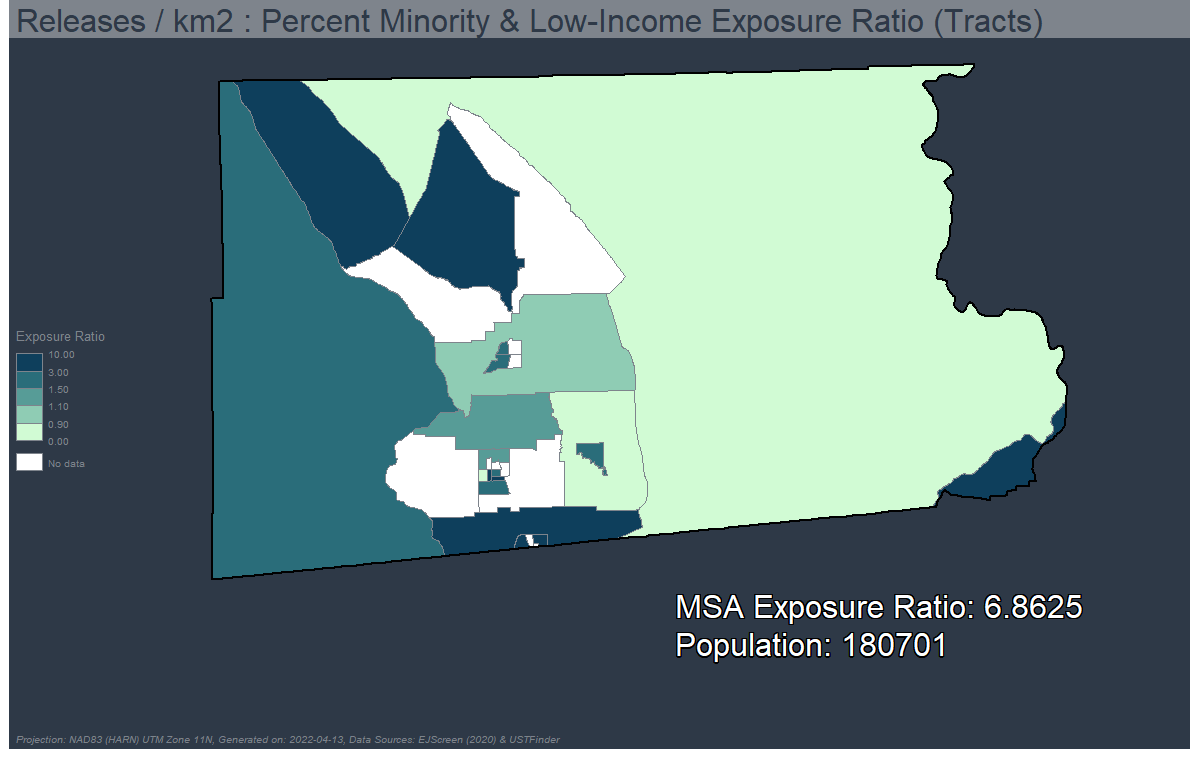 Releases / km2 : Percent Minority & Low-Income Exposure Ratio (Tracts)
Exposure Ratio
10.00
3.00
1.50
1.10
0.90
0.00
No data
MSA Exposure Ratio: 6.8625
Population: 180701
Projection: NAD83 (HARN) UTM Zone 11N, Generated on: 2022-04-13, Data Sources: EJScreen (2020) & USTFinder